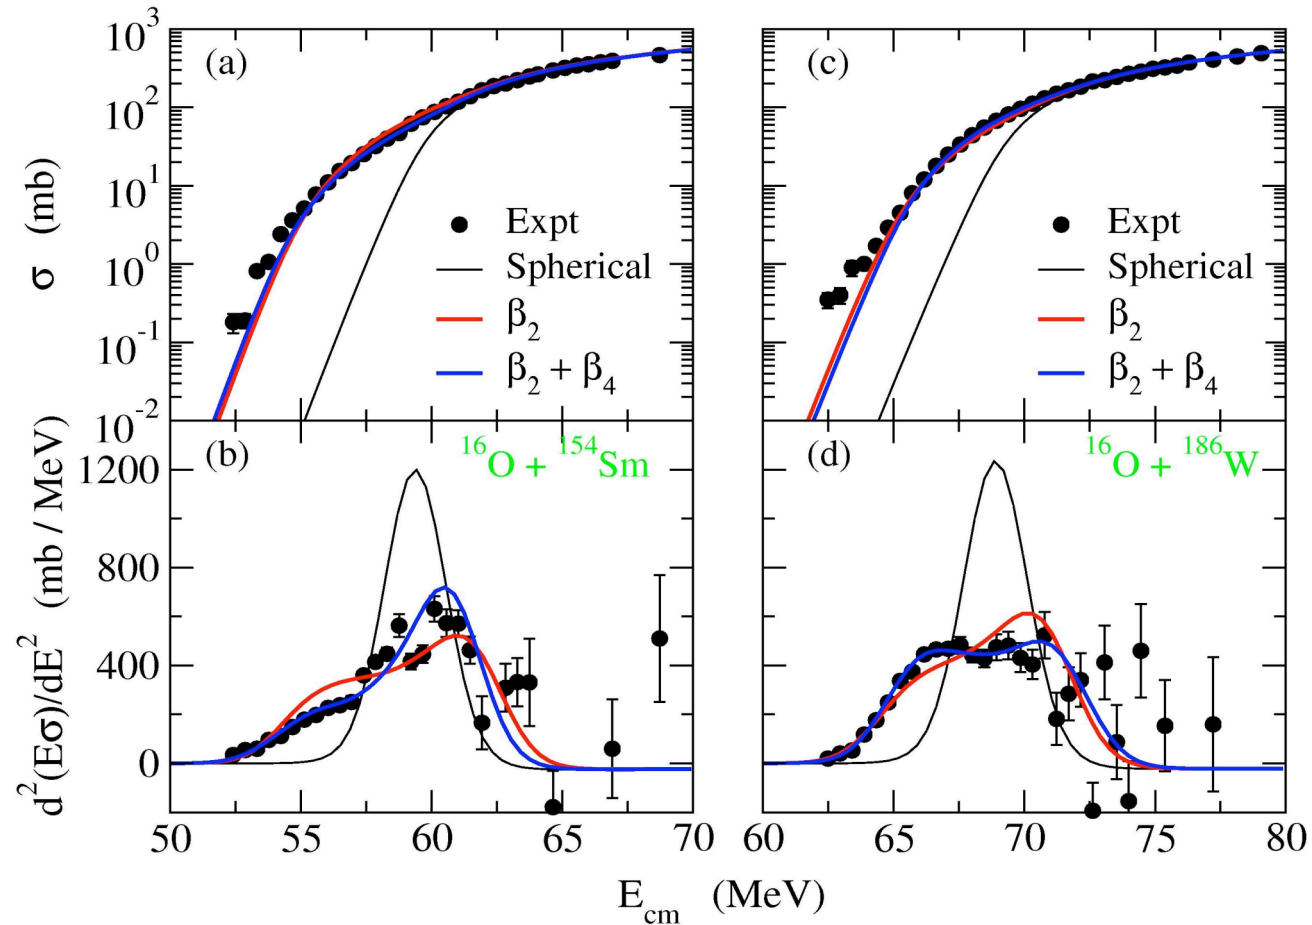 σ (mb)
10³
10²
10¹
10⁰
10⁻¹
10⁻²
(a)
Expt
Spherical
β₂
β₂ + β₄
(c)
Expt
Spherical
β₂
β₂ + β₄
d²(Eσ)/dE² (mb / MeV)
1200
800
400
0
(b)
¹⁶O + ¹⁵⁴Sm
(d)
¹⁶O + ¹⁸⁶W
50 55 60 65 70
60 65 70 75 80
E_cm (MeV)